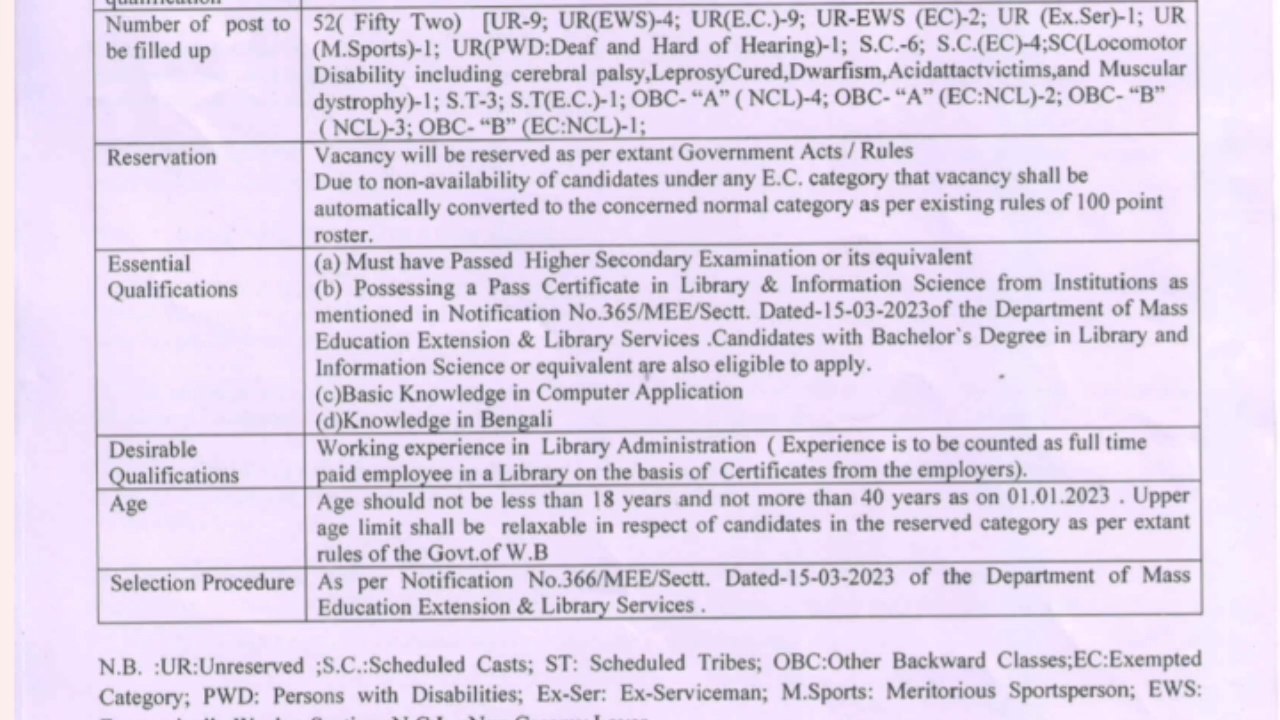 qualification
Number of post to be filled up
52( Fifty Two) [UR-9; UR(EWS)-4; UR(E.C.)-9; UR-EWS (EC)-2; UR (Ex.Ser)-1; UR
(M.Sports)-1; UR(PWD:Deaf and Hard of Hearing)-1; S.C.-6; S.C.(EC)-4;SC(Locomotor
Disability including cerebral palsy,LeprosyCured,Dwarfism,Acidattactvictims,and Muscular
dystrophy)-1; S.T-3; S.T(E.C.)-1; OBC- “A” ( NCL)-4; OBC- “A” (EC:NCL)-2; OBC- “B”
( NCL)-3; OBC- “B” (EC:NCL)-1;
Reservation
Vacancy will be reserved as per extant Government Acts / Rules
Due to non-availability of candidates under any E.C. category that vacancy shall be
automatically converted to the concerned normal category as per existing rules of 100 point
roster.
Essential
Qualifications
(a) Must have Passed Higher Secondary Examination or its equivalent
(b) Possessing a Pass Certificate in Library & Information Science from Institutions as
mentioned in Notification No.365/MEE/Sectt. Dated-15-03-2023of the Department of Mass
Education Extension & Library Services .Candidates with Bachelor`s Degree in Library and
Information Science or equivalent are also eligible to apply.
(c)Basic Knowledge in Computer Application
(d)Knowledge in Bengali
Desirable
Qualifications
Working experience in Library Administration ( Experience is to be counted as full time
paid employee in a Library on the basis of Certificates from the employers).
Age
Age should not be less than 18 years and not more than 40 years as on 01.01.2023 . Upper
age limit shall be relaxable in respect of candidates in the reserved category as per extant
rules of the Govt.of W.B
Selection Procedure
As per Notification No.366/MEE/Sectt. Dated-15-03-2023 of the Department of Mass
Education Extension & Library Services .
N.B. :UR:Unreserved ;S.C.:Scheduled Casts; ST: Scheduled Tribes; OBC:Other Backward Classes;EC:Exempted
Category; PWD: Persons with Disabilities; Ex-Ser: Ex-Serviceman; M.Sports: Meritorious Sportsperson; EWS: